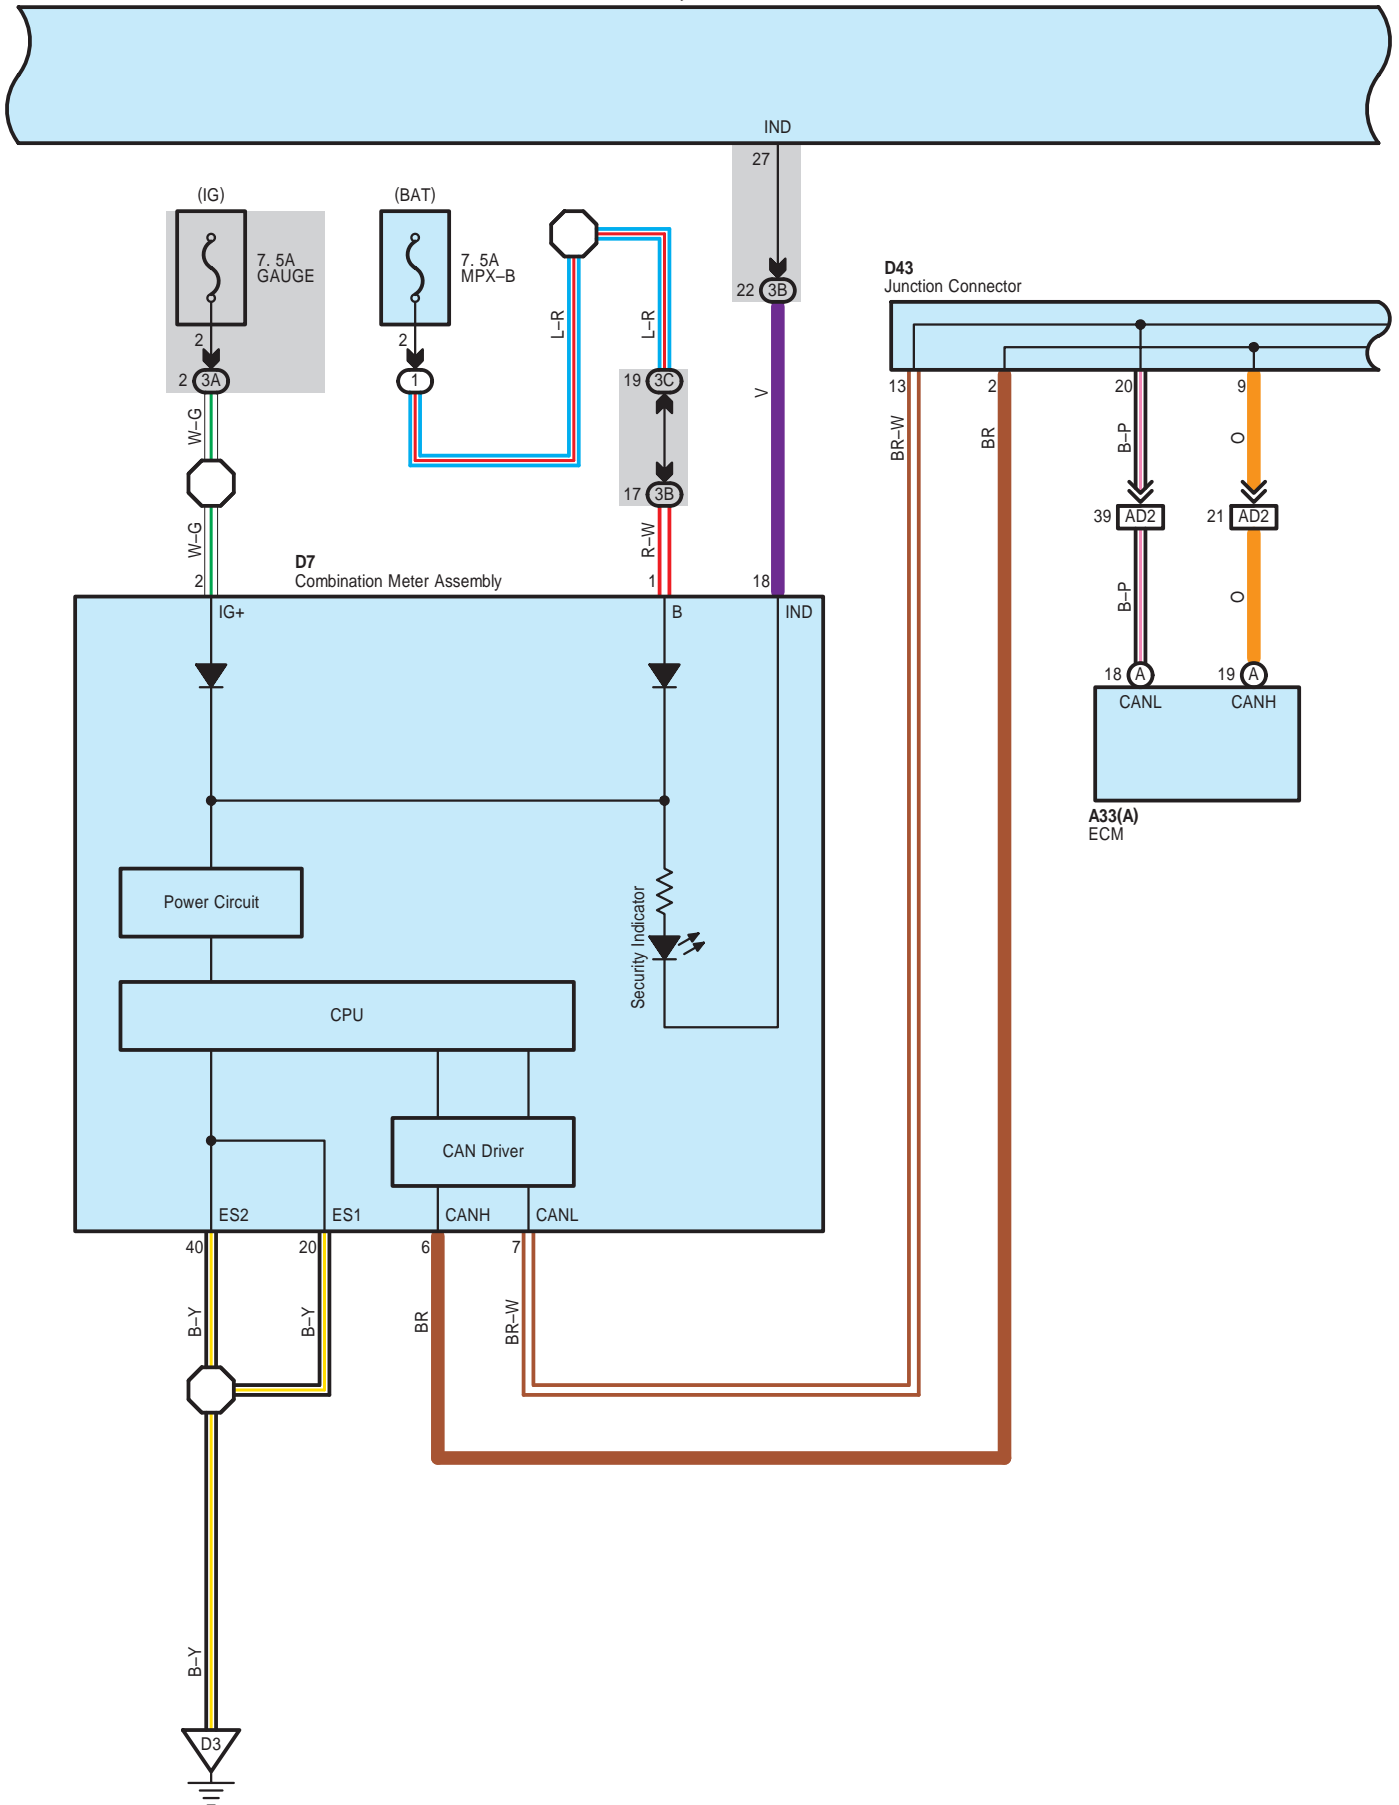 IND
27
(IG)
(BAT)
7. 5A
GAUGE
7. 5A
MPX–B
L–R
L–R
22 3B
D43
Junction Connector
2
2
2 3A
1
19 3C
V
13
2
20
9
W–G
BR–W
BR
B–P
O
17 3B
39 AD2
21 AD2
W–G
R–W
D7
Combination Meter Assembly
2
1
18
B–P
O
IG+
B
IND
18 A
19 A
CANL
CANH
A33(A)
ECM
Power Circuit
Security Indicator
CPU
CAN Driver
ES2
ES1
CANH
CANL
40
20
6
7
B–Y
B–Y
BR
BR–W
B–Y
D3